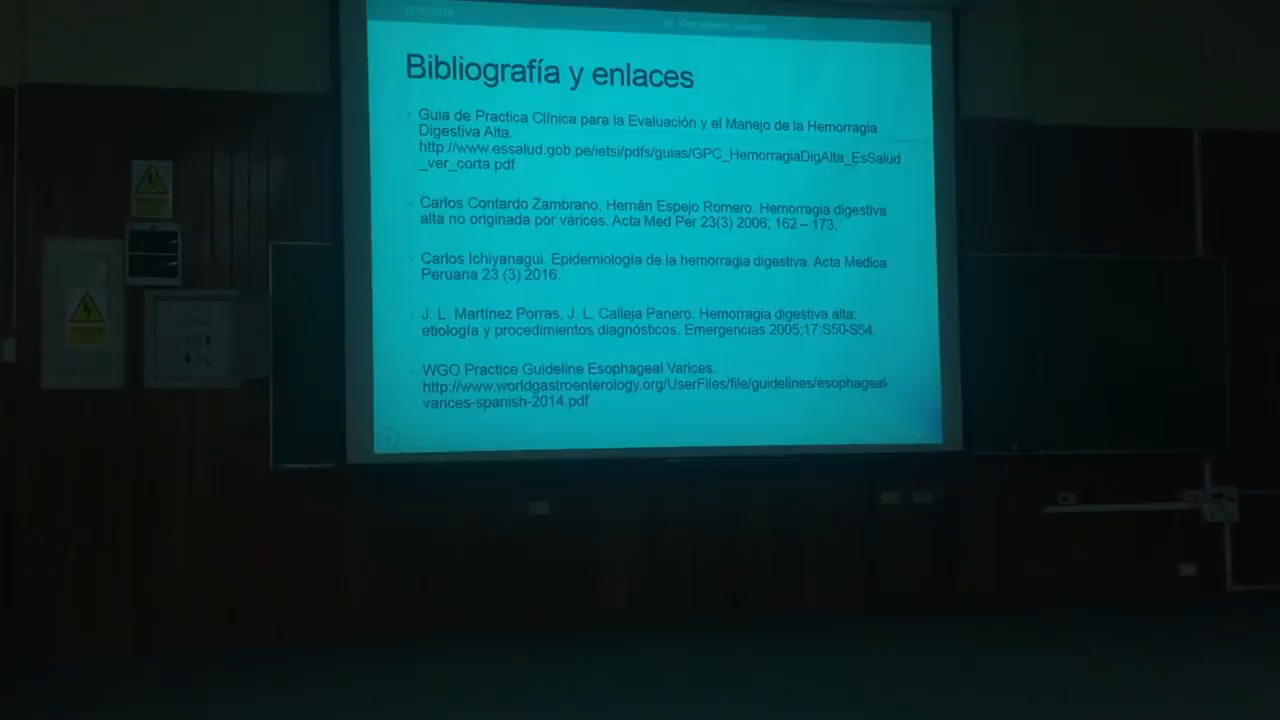 Bibliografía y enlaces
Guia de Practica Clínica para la Evaluación y el Manejo de la Hemorragia
Digestiva Alta.
http://www.essalud.gob.pe/ietsi/pdfs/guias/GPC_HemorragiaDigAlta_EsSalud
_ver_corta.pdf
Carlos Contardo Zambrano, Hernán Espejo Romero. Hemorragia digestiva
alta no originada por várices. Acta Med Per 23(3) 2006; 162 – 173.
Carlos Ichiyanagui. Epidemiología de la hemorragia digestiva. Acta Medica
Peruana 23 (3) 2016.
J. L. Martínez Porras, J. L. Calleja Panero. Hemorragia digestiva alta:
etiología y procedimientos diagnósticos. Emergencias 2005;17:S50-S54.
WGO Practice Guideline Esophageal Varices.
http://www.worldgastroenterology.org/UserFiles/file/guidelines/esophageal-
varices-spanish-2014.pdf